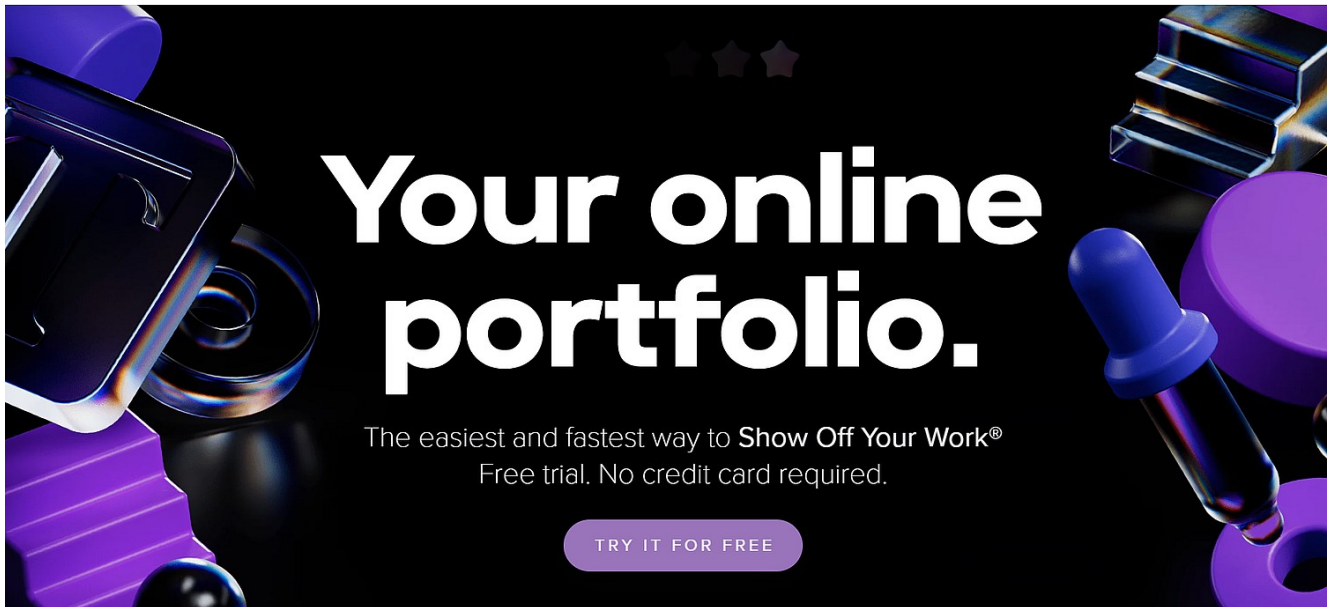 Your online
portfolio.
The easiest and fastest way to Show Off Your Work®
Free trial. No credit card required.
TRY IT FOR FREE